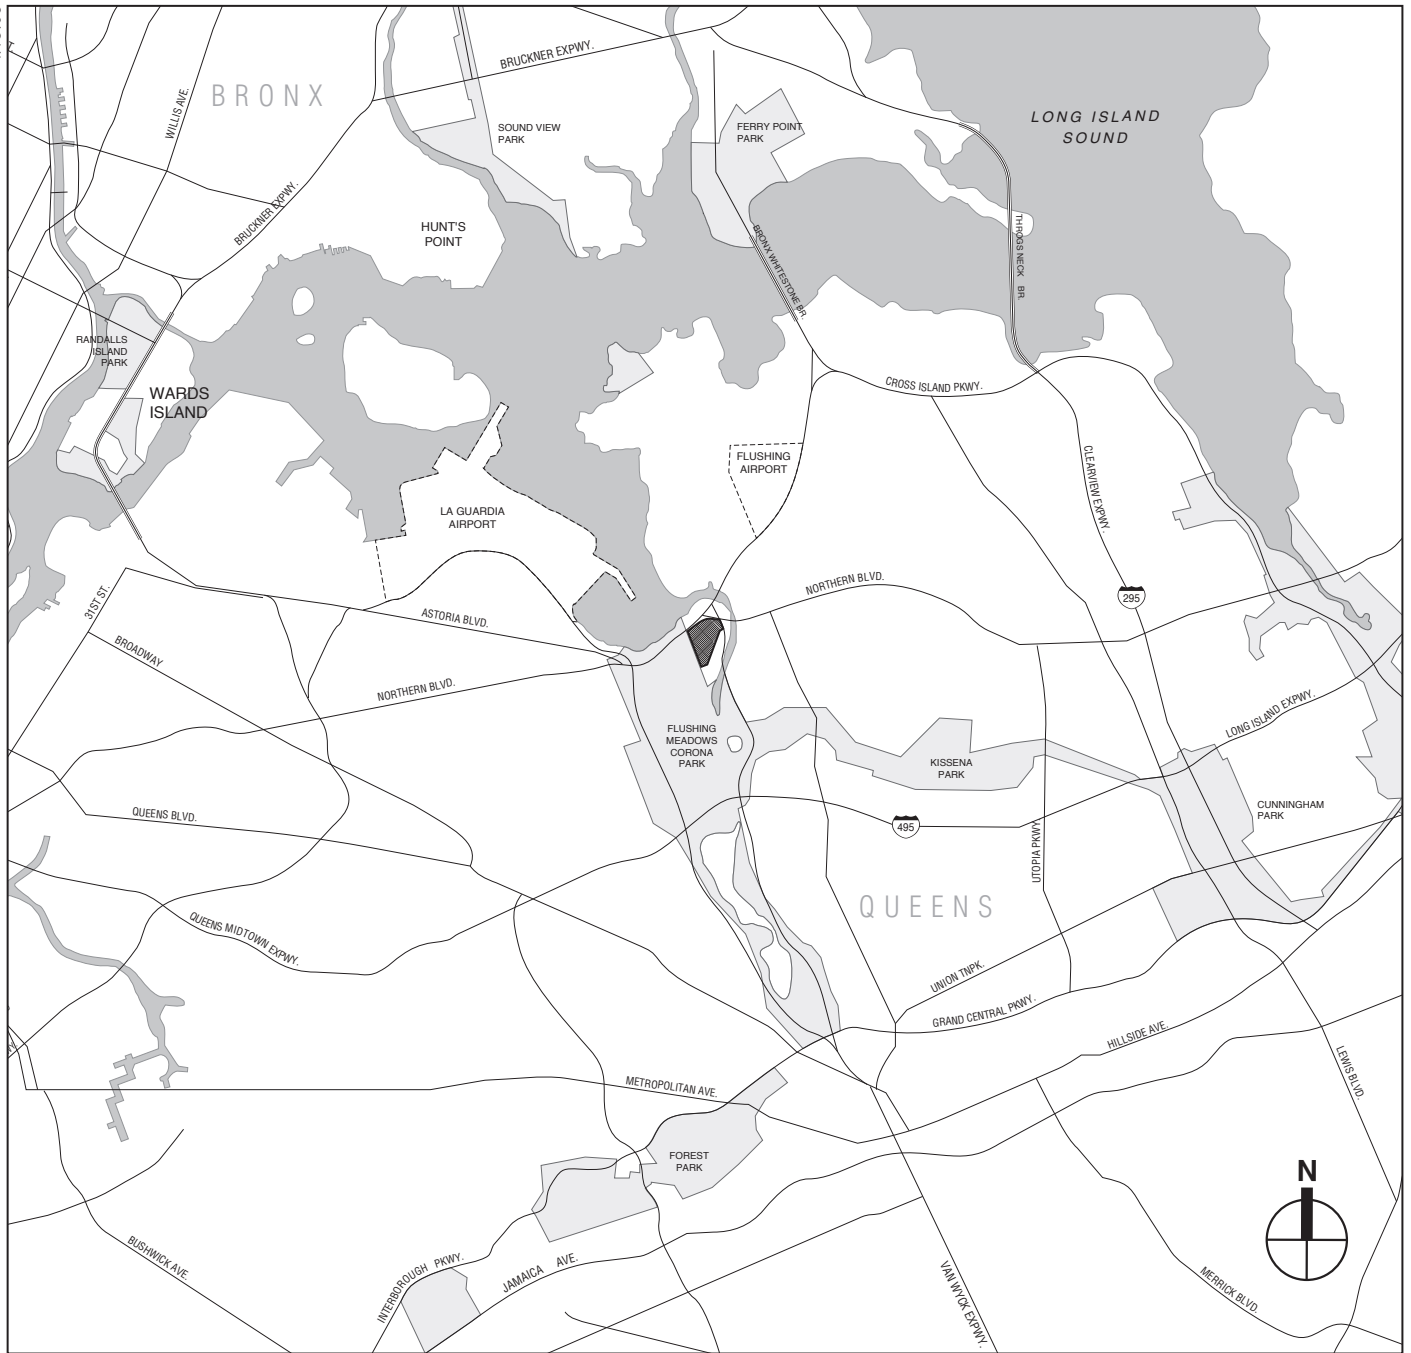 BRUCKNER EXPWY.
BRONX
WILLIS AVE.
LONG ISLAND
SOUND
SOUND VIEW
PARK
FERRY POINT
PARK
BRUCKNER EXPWY.
HUNT'S
POINT
THROGS NECK BR.
BRONX WHITESTONE BR.
RANDALLS
ISLAND
PARK
WARDS
ISLAND
CROSS ISLAND PKWY.
FLUSHING
AIRPORT
CLEARVIEW EXPWY.
LA GUARDIA
AIRPORT
NORTHERN BLVD.
295
31ST ST.
ASTORIA BLVD.
BROADWAY
NORTHERN BLVD.
LONG ISLAND EXPWY.
FLUSHING
MEADOWS
CORONA
PARK
KISSENA
PARK
CUNNINGHAM
PARK
QUEENS BLVD.
495
UTOPIA PKWY.
QUEENS
QUEENS MIDTOWN EXPWY.
UNION TNPK.
GRAND CENTRAL PKWY.
HILLSIDE AVE.
METROPOLITAN AVE.
LEWIS BLVD.
FOREST
PARK
N
BUSHWICK AVE.
INTERBOROUGH PKWY.
JAMAICA AVE.
VAN WYCK EXPWY.
MERRICK BLVD.